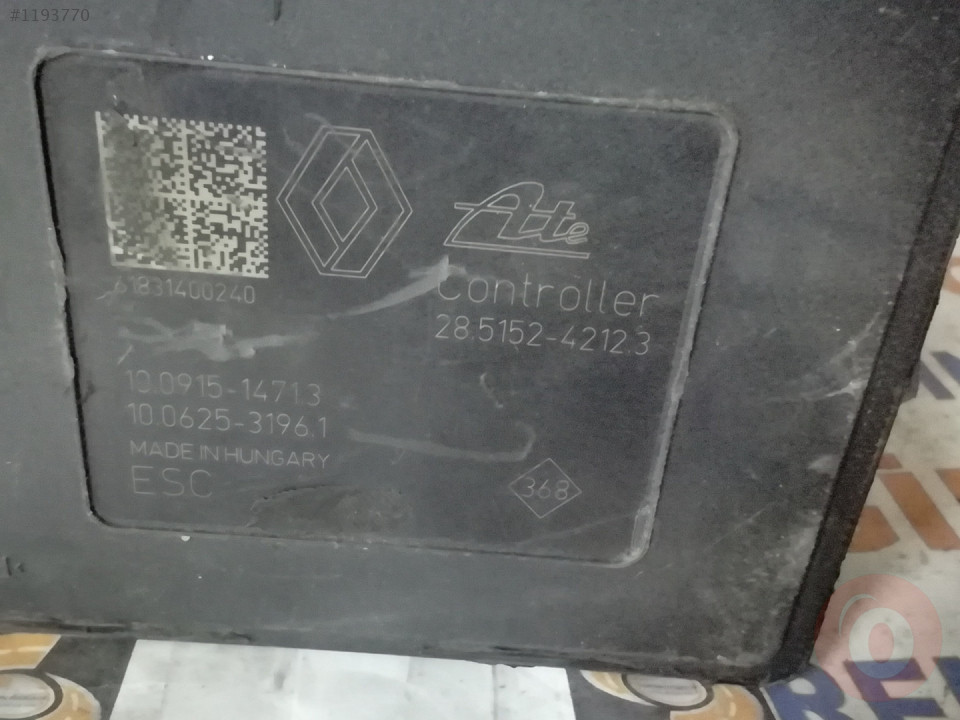 #1193770
Ate
61831400240
Controller
28.5152-4212.3
10.0915-1471.3
10.0625-3196.1
MADE IN HUNGARY
ESC
368